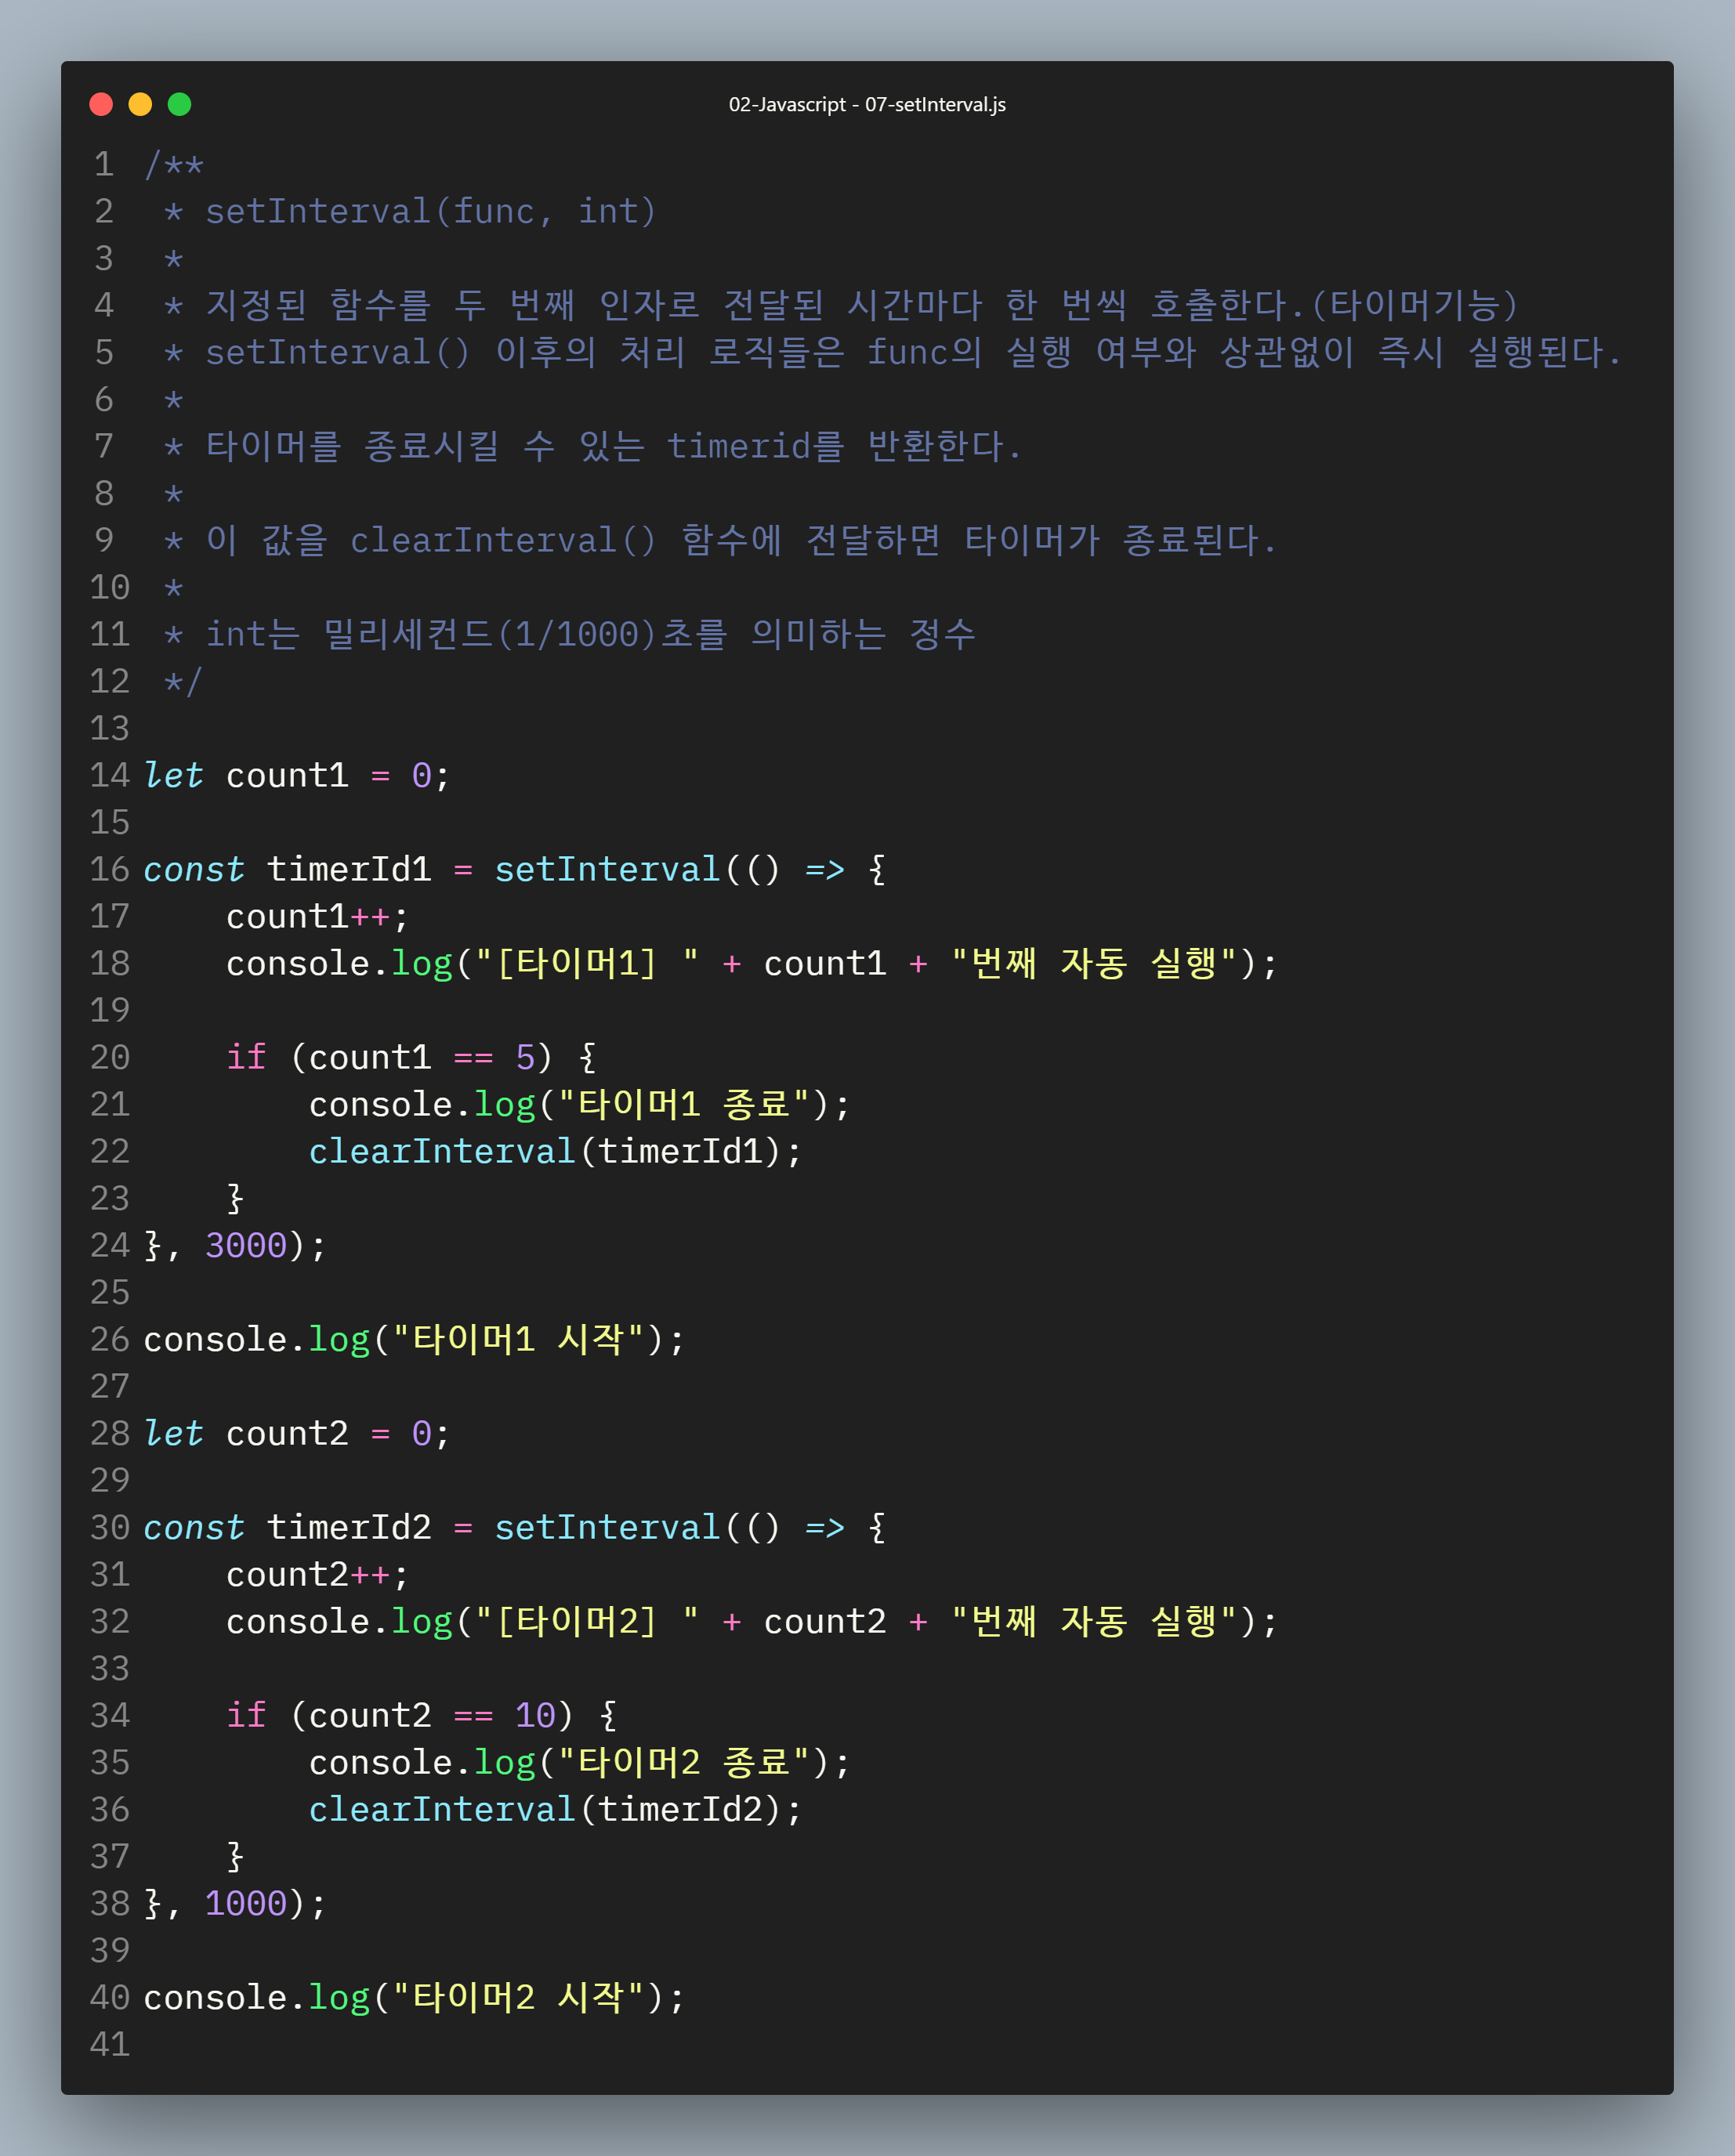 02-Javascript - 07-setInterval.js
1 /**
2  * setInterval(func, int)
3  *
4  * 지정된 함수를 두 번째 인자로 전달된 시간마다 한 번씩 호출한다.(타이머기능)
5  * setInterval() 이후의 처리 로직들은 func의 실행 여부와 상관없이 즉시 실행된다.
6  *
7  * 타이머를 종료시킬 수 있는 timerid를 반환한다.
8  *
9  * 이 값을 clearInterval() 함수에 전달하면 타이머가 종료된다.
10  *
11  * int는 밀리세컨드(1/1000)초를 의미하는 정수
12  */
13
14 let count1 = 0;
15
16 const timerId1 = setInterval(() => {
17     count1++;
18     console.log("[타이머1] " + count1 + "번째 자동 실행");
19
20     if (count1 == 5) {
21         console.log("타이머1 종료");
22         clearInterval(timerId1);
23     }
24 }, 3000);
25
26 console.log("타이머1 시작");
27
28 let count2 = 0;
29
30 const timerId2 = setInterval(() => {
31     count2++;
32     console.log("[타이머2] " + count2 + "번째 자동 실행");
33
34     if (count2 == 10) {
35         console.log("타이머2 종료");
36         clearInterval(timerId2);
37     }
38 }, 1000);
39
40 console.log("타이머2 시작");
41